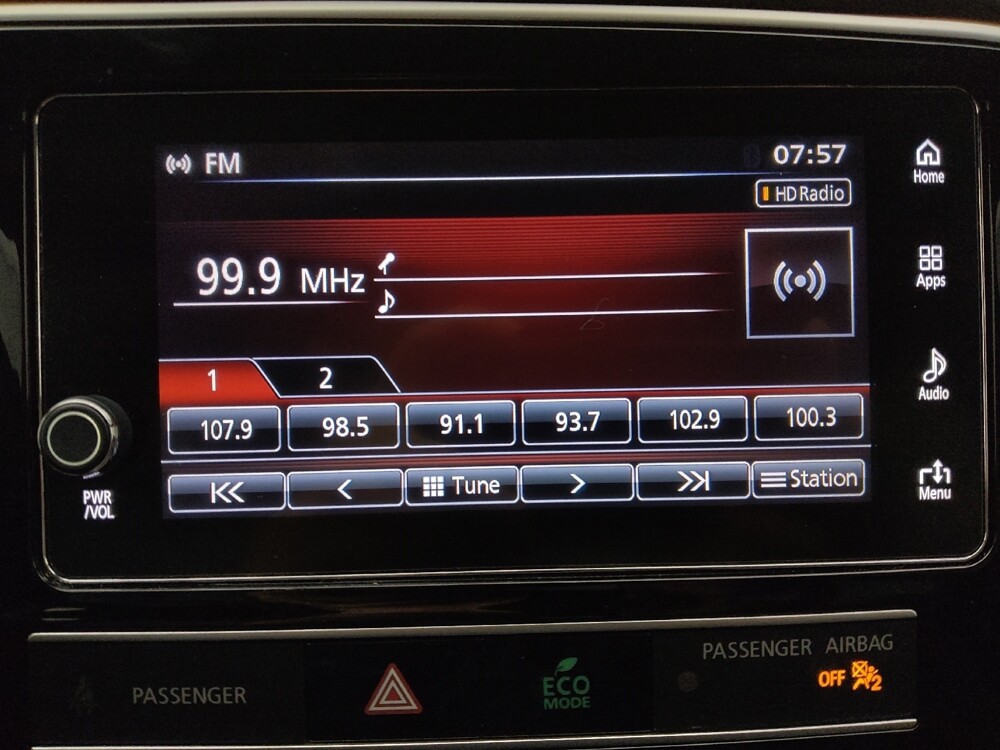 FM
07:57
HD Radio
Home
99.9 MHz
Apps
1
2
Audio
107.9
98.5
91.1
93.7
102.9
100.3
Tune
Station
Menu
PWR
/VOL
PASSENGER
ECO
MODE
PASSENGER AIRBAG
OFF 2